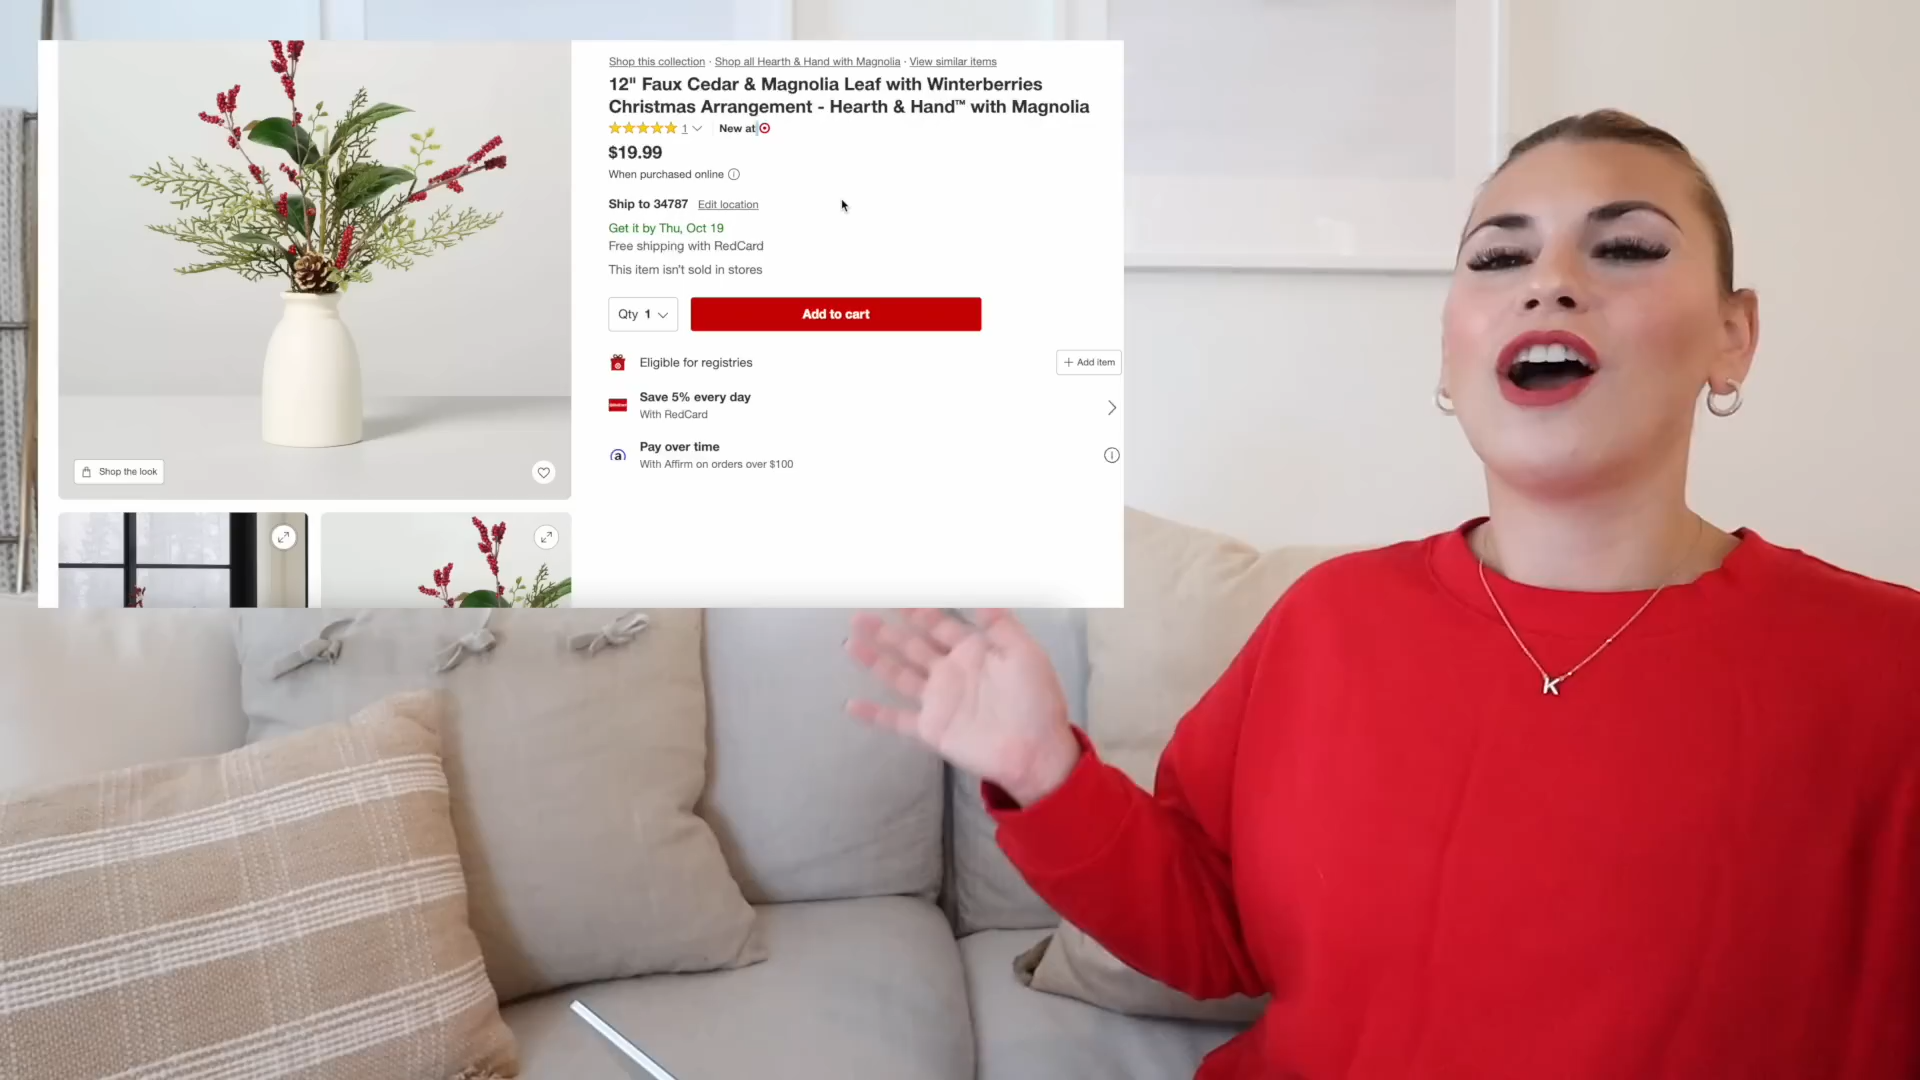 Shop this collection · Shop all Hearth & Hand with Magnolia · View similar items
12" Faux Cedar & Magnolia Leaf with Winterberries
Christmas Arrangement - Hearth & Hand™ with Magnolia
1
New at
$19.99
When purchased online
Ship to 34787 Edit location
Get it by Thu, Oct 19
Free shipping with RedCard
This item isn't sold in stores
Qty 1
Add to cart
Eligible for registries
+ Add item
Save 5% every day
With RedCard
Pay over time
With Affirm on orders over $100
Shop the look
K